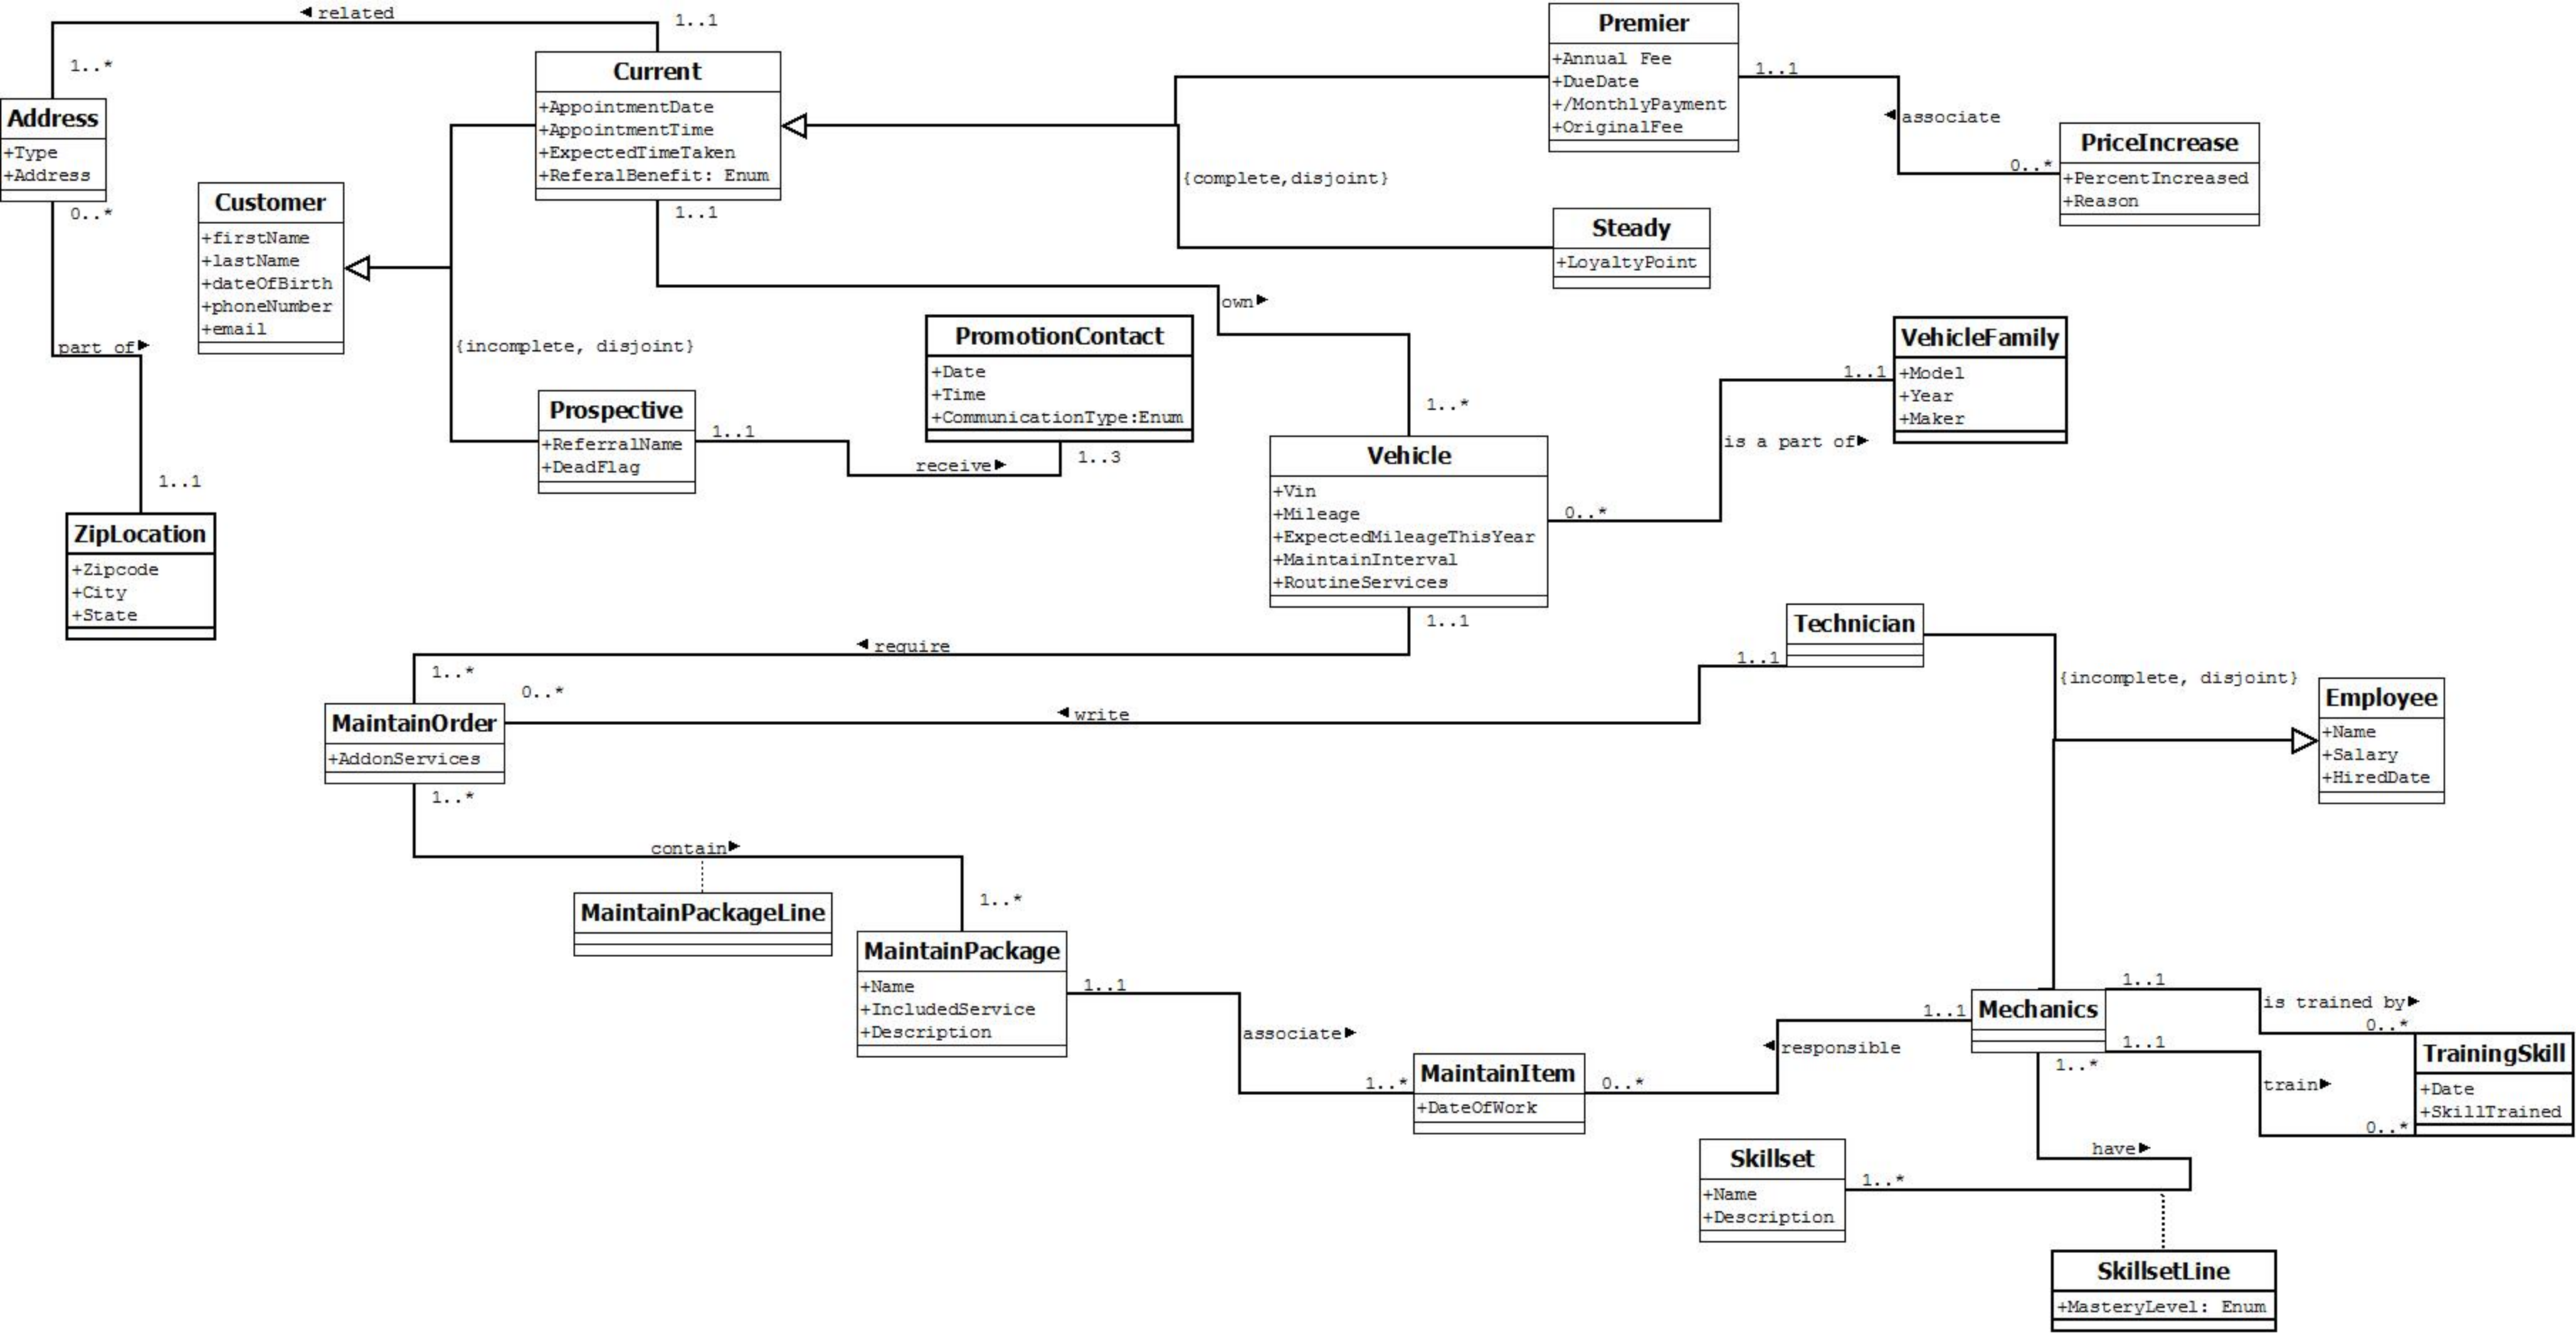 ◄ related
1..1
1..*
Current
+AppointmentDate
+AppointmentTime
+ExpectedTimeTaken
+ReferalBenefit: Enum
1..1
Premier
+Annual Fee
+DueDate
+/MonthlyPayment
+OriginalFee
1..1
◄ associate
0..*
PriceIncrease
+PercentIncreased
+Reason
Address
+Type
+Address
0..*
Customer
+firstName
+lastName
+dateOfBirth
+phoneNumber
+email
{complete,disjoint}
Steady
+LoyaltyPoint
own►
part of►
{incomplete, disjoint}
PromotionContact
+Date
+Time
+CommunicationType:Enum
VehicleFamily
+Model
+Year
+Maker
1..1
Prospective
+ReferralName
+DeadFlag
1..1
receive►
1..3
1..*
is a part of►
Vehicle
+Vin
+Mileage
+ExpectedMileageThisYear
+MaintainInterval
+RoutineServices
0..*
1..1
1..1
ZipLocation
+Zipcode
+City
+State
◄ require
1..*
0..*
Technician
1..1
{incomplete, disjoint}
Employee
+Name
+Salary
+HiredDate
MaintainOrder
+AddonServices
◄ write
1..*
contain►
MaintainPackageLine
1..*
MaintainPackage
+Name
+IncludedService
+Description
1..1
associate►
1..*
MaintainItem
+DateOfWork
0..*
◄ responsible
1..1
Mechanics
1..1
is trained by►
0..*
1..1
TrainingSkill
+Date
+SkillTrained
train►
0..*
1..*
have►
Skillset
+Name
+Description
1..*
SkillsetLine
+MasteryLevel: Enum